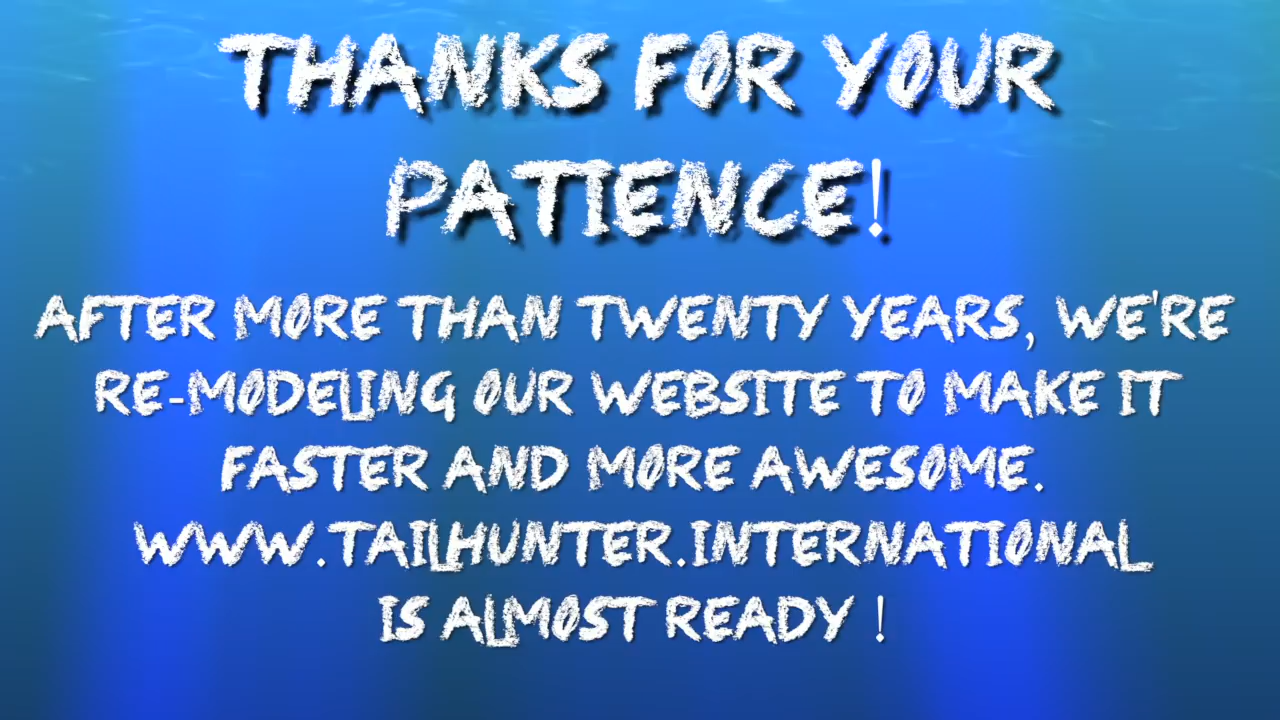 THANKS FOR YOUR
PATIENCE!
AFTER MORE THAN TWENTY YEARS, WE'RE
RE-MODELING OUR WEBSITE TO MAKE IT
FASTER AND MORE AWESOME.
WWW.TAILHUNTER.INTERNATIONAL
IS ALMOST READY !